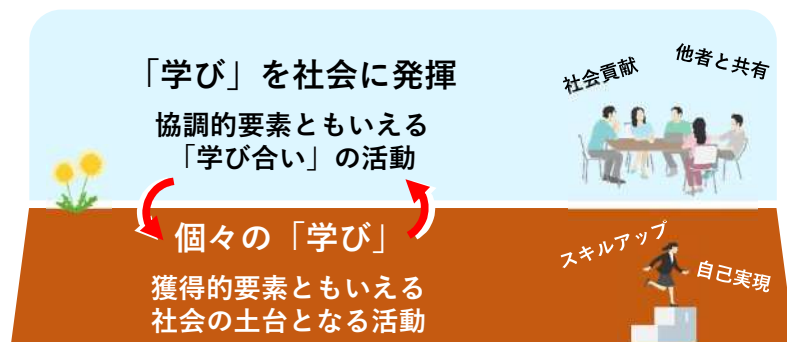 「学び」を社会に発揮
協調的要素ともいえる
「学び合い」の活動
社会貢献
他者と共有
個々の「学び」
獲得的要素ともいえる
社会の土台となる活動
スキルアップ
自己実現